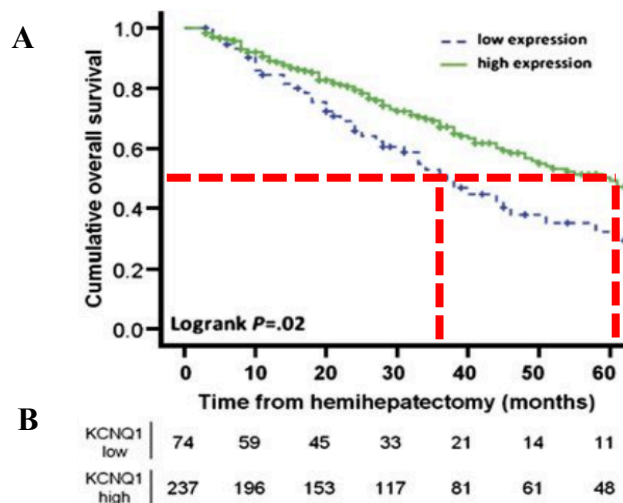 A
1.0
0.8
0.6
0.4
0.2
0.0
Cumulative overall survival
low expression
high expression
Logrank P=.02
0 10 20 30 40 50 60
Time from hemihepatectomy (months)
B
KCNQ1 low 74 59 45 33 21 14 11
KCNQ1 high 237 196 153 117 81 61 48